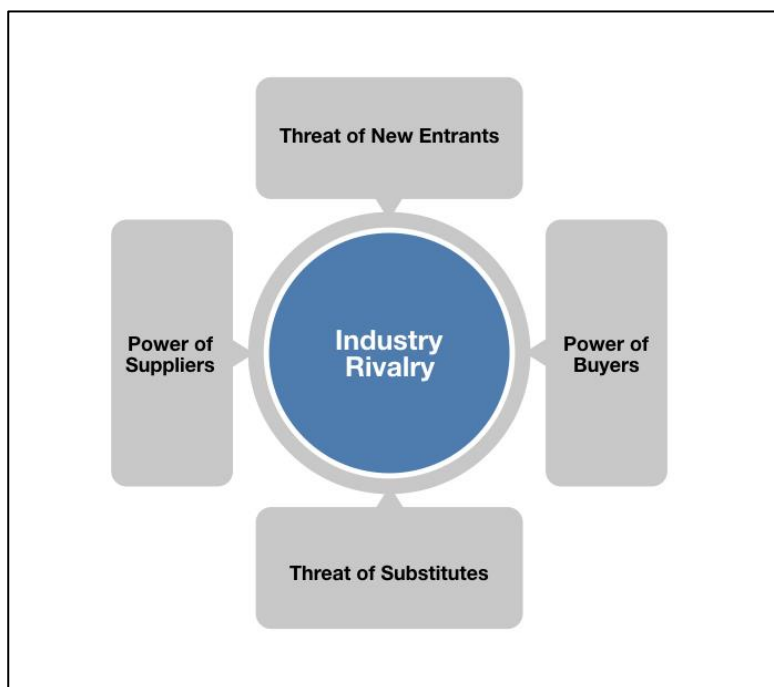 Threat of New Entrants
Power of
Suppliers
Industry
Rivalry
Power of
Buyers
Threat of Substitutes